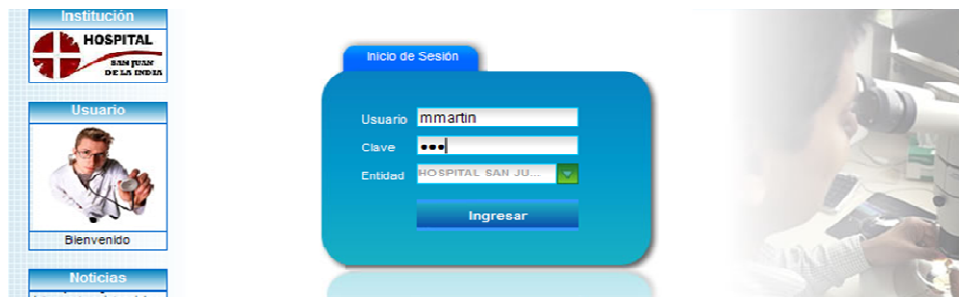 Institución
HOSPITAL
SAN JUAN
DE LA INDIA
Usuario
Bienvenido
Noticias
Inicio de Sesión
Usuario mmartin
Clave •••
Entidad HOSPITAL SAN JU...
Ingresar